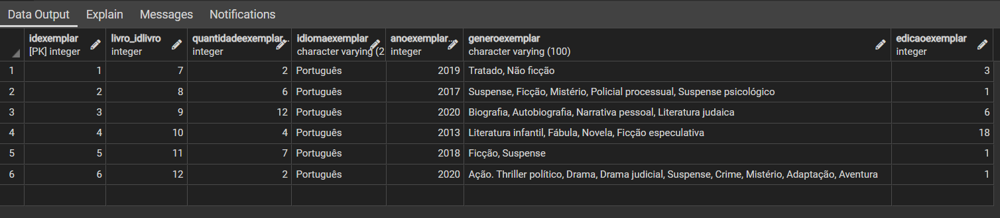 Data Output Explain Messages Notifications
idexemplar livro_idlivro quantidadeexemplar... idiomaexemplar anoexemplar... generoexemplar edicaoexemplar
[PK] integer integer integer character varying (2 integer character varying (100) integer
1 1 7 2 Português 2019 Tratado, Não ficção 3
2 2 8 6 Português 2017 Suspense, Ficção, Mistério, Policial processual, Suspense psicológico 1
3 3 9 12 Português 2020 Biografia, Autobiografia, Narrativa pessoal, Literatura judaica 6
4 4 10 4 Português 2013 Literatura infantil, Fábula, Novela, Ficção especulativa 18
5 5 11 7 Português 2018 Ficção, Suspense 1
6 6 12 2 Português 2020 Ação. Thriller político, Drama, Drama judicial, Suspense, Crime, Mistério, Adaptação, Aventura 1